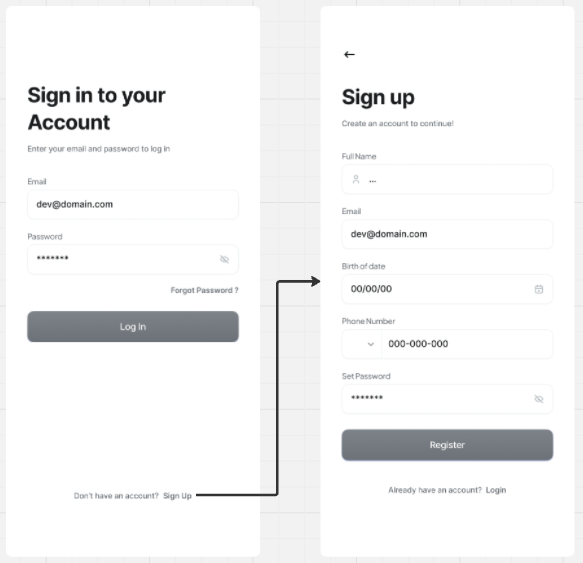 Sign in to your
Account
Enter your email and password to log in
Email
dev@domain.com
Password
*******
Forgot Password ?
Log In
Don't have an account? Sign Up
Sign up
Create an account to continue!
Full Name
...
Email
dev@domain.com
Birth of date
00/00/00
Phone Number
000-000-000
Set Password
*******
Register
Already have an account? Login